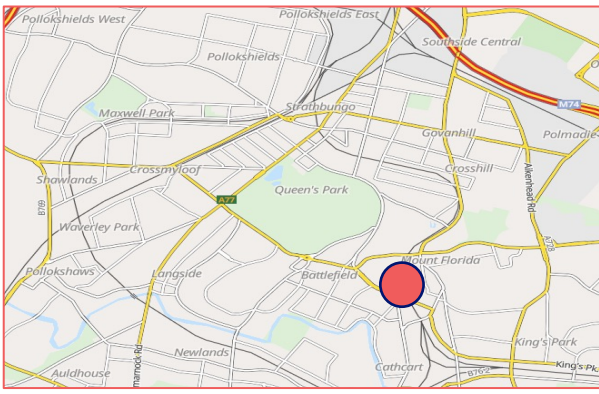 Pollokshields West
Pollokshields East
Southside Central
Pollokshields
M74
Maxwell Park
Strathbungo
Govanhill
Polmadie
Shawlands
Crossmyloof
Crosshill
Aikenhead Rd
B769
A77
Queen's Park
Waverley Park
A728
Pollokshaws
Langside
Battlefield
Mount Florida
Newlands
King's Park
marnock Rd
Cathcart
Auldhouse
B762
King's Pk